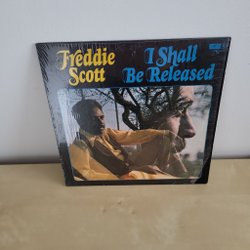 Freddie
Scott
I Shall
Be Released